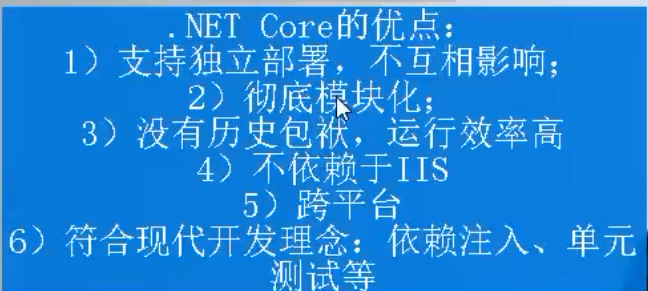 .NET Core的优点：
1）支持独立部署，不互相影响；
2）彻底模块化；
3）没有历史包袱，运行效率高
4）不依赖于IIS
5）跨平台
6）符合现代开发理念：依赖注入、单元
测试等